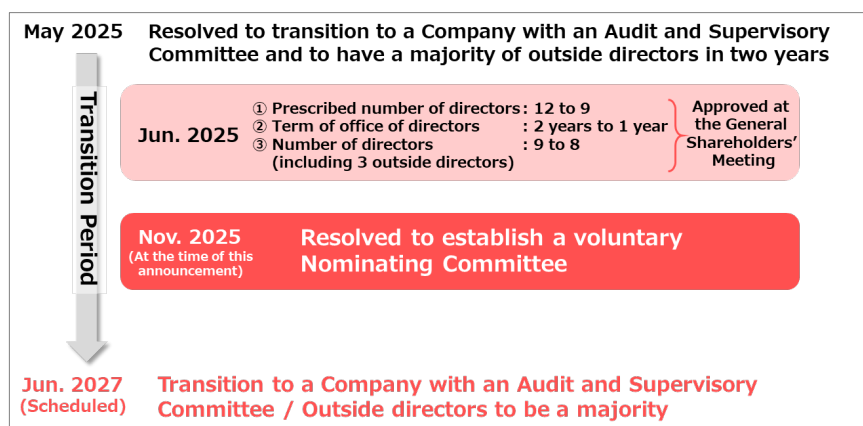 May 2025 Resolved to transition to a Company with an Audit and Supervisory
Committee and to have a majority of outside directors in two years
Transition Period
Jun. 2025
① Prescribed number of directors : 12 to 9
② Term of office of directors : 2 years to 1 year
③ Number of directors : 9 to 8
(including 3 outside directors)
Approved at
the General
Shareholders’
Meeting
Nov. 2025
(At the time of this
announcement)
Resolved to establish a voluntary
Nominating Committee
Jun. 2027
(Scheduled)
Transition to a Company with an Audit and Supervisory
Committee / Outside directors to be a majority